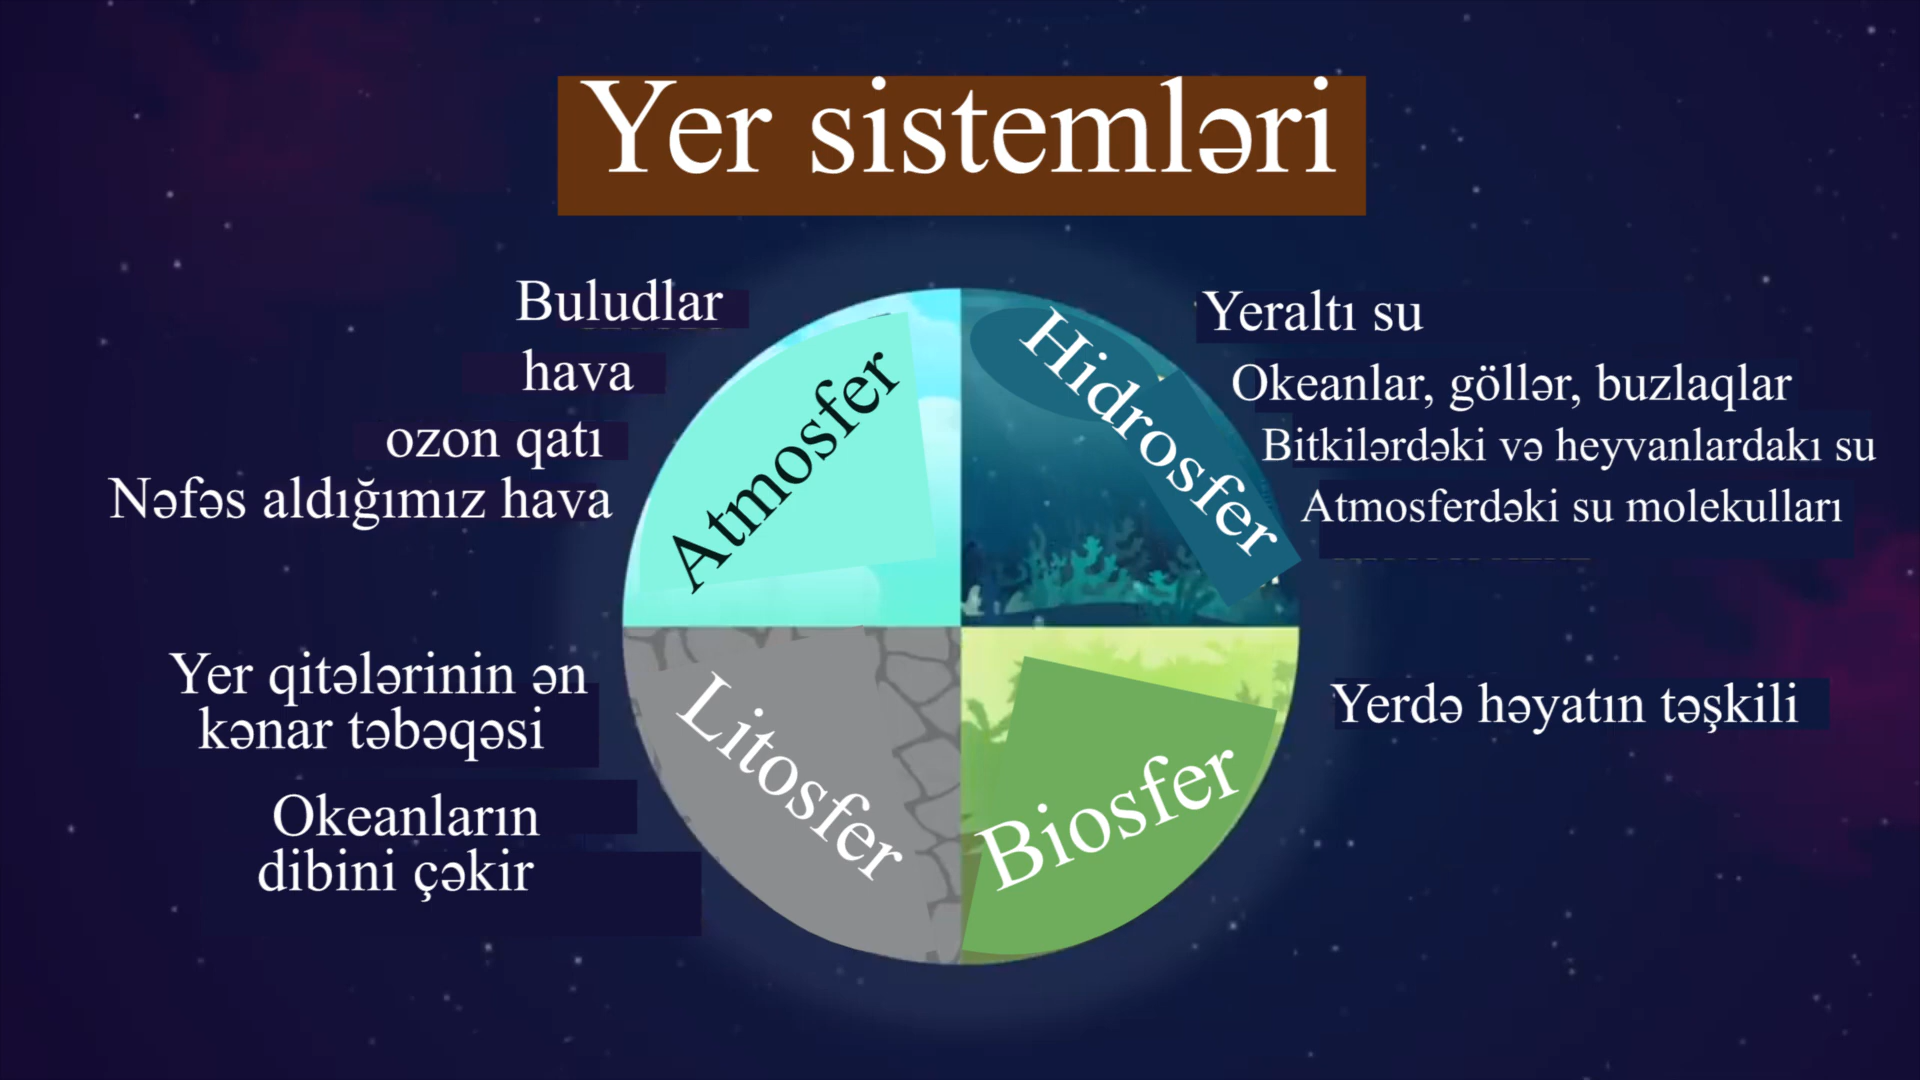 Yer sistemləri
Buludlar
hava
ozon qatı
Nəfəs aldığımız hava
Atmosfer
Hidrosfer
Yeraltı su
Okeanlar, göllər, buzlaqlar
Bitkilərdəki və heyvanlardakı su
Atmosferdəki su molekulları
Yer qitələrinin ən
kənar təbəqəsi
Okeanların
dibini çəkir
Litosfer
Biosfer
Yerdə həyatın təşkili